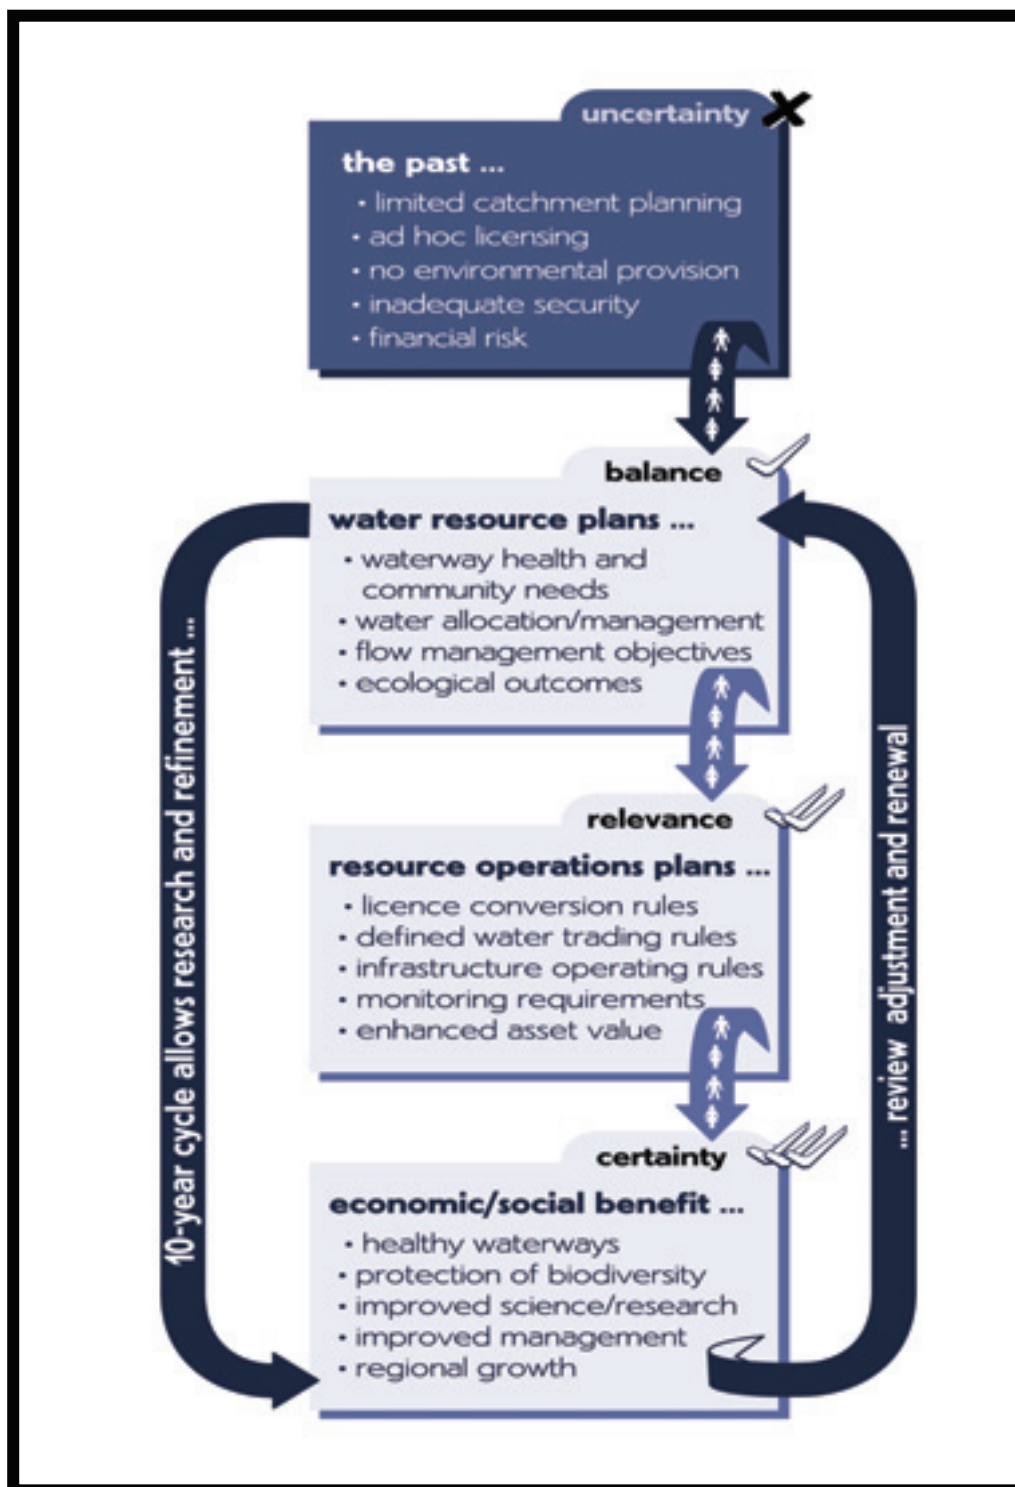 uncertainty
the past ...
• limited catchment planning
• ad hoc licensing
• no environmental provision
• inadequate security
• financial risk
balance
water resource plans ...
• waterway health and
community needs
• water allocation/management
• flow management objectives
• ecological outcomes
relevance
resource operations plans ...
• licence conversion rules
• defined water trading rules
• infrastructure operating rules
• monitoring requirements
• enhanced asset value
certainty
economic/social benefit ...
• healthy waterways
• protection of biodiversity
• improved science/research
• improved management
• regional growth
10-year cycle allows research and refinement ...
... review adjustment and renewal